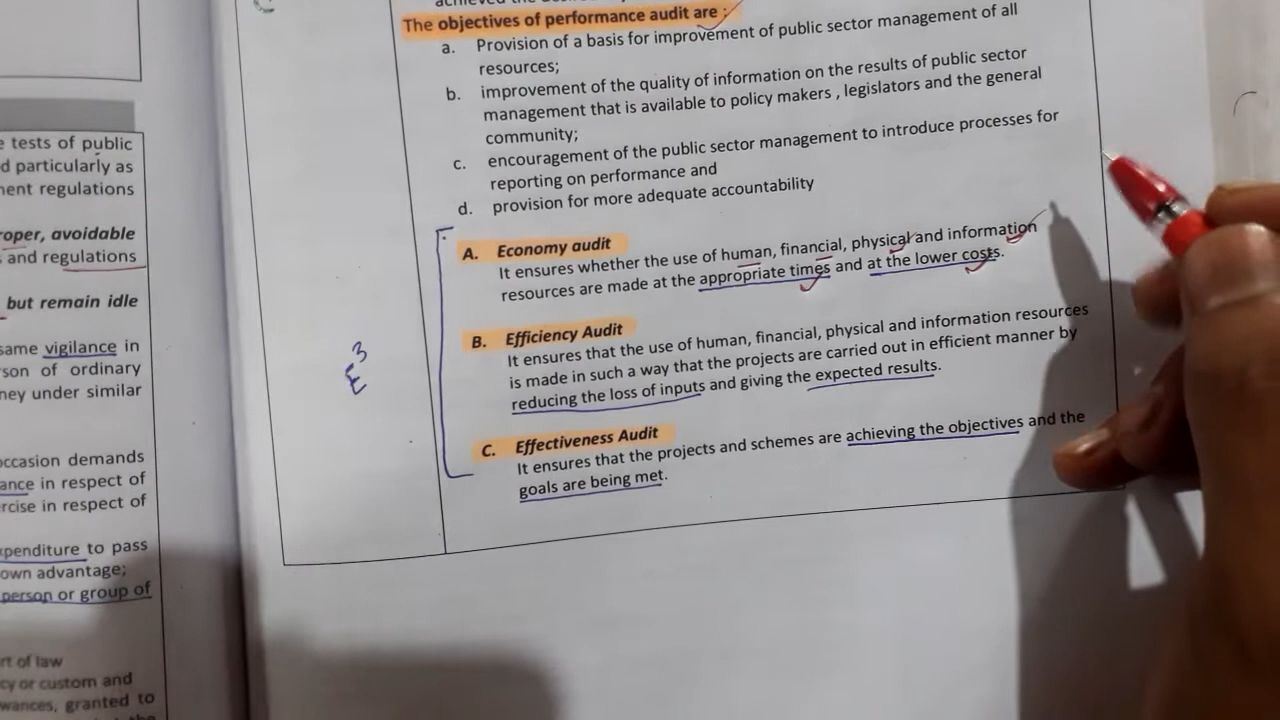 e tests of public
d particularly as
nent regulations
oper, avoidable
and regulations
but remain idle
same vigilance in
son of ordinary
ney under similar
occasion demands
ance in respect of
rcise in respect of
xpenditure to pass
own advantage;
person or group of
rt of law
cy or custom and
wances, granted to
The objectives of performance audit are :
a. Provision of a basis for improvement of public sector management of all
resources;
b. improvement of the quality of information on the results of public sector
management that is available to policy makers , legislators and the general
community;
c. encouragement of the public sector management to introduce processes for
reporting on performance and
d. provision for more adequate accountability
A. Economy audit
It ensures whether the use of human, financial, physical and information
resources are made at the appropriate times and at the lower costs.
B. Efficiency Audit
It ensures that the use of human, financial, physical and information resources
is made in such a way that the projects are carried out in efficient manner by
reducing the loss of inputs and giving the expected results.
C. Effectiveness Audit
It ensures that the projects and schemes are achieving the objectives and the
goals are being met.
E³